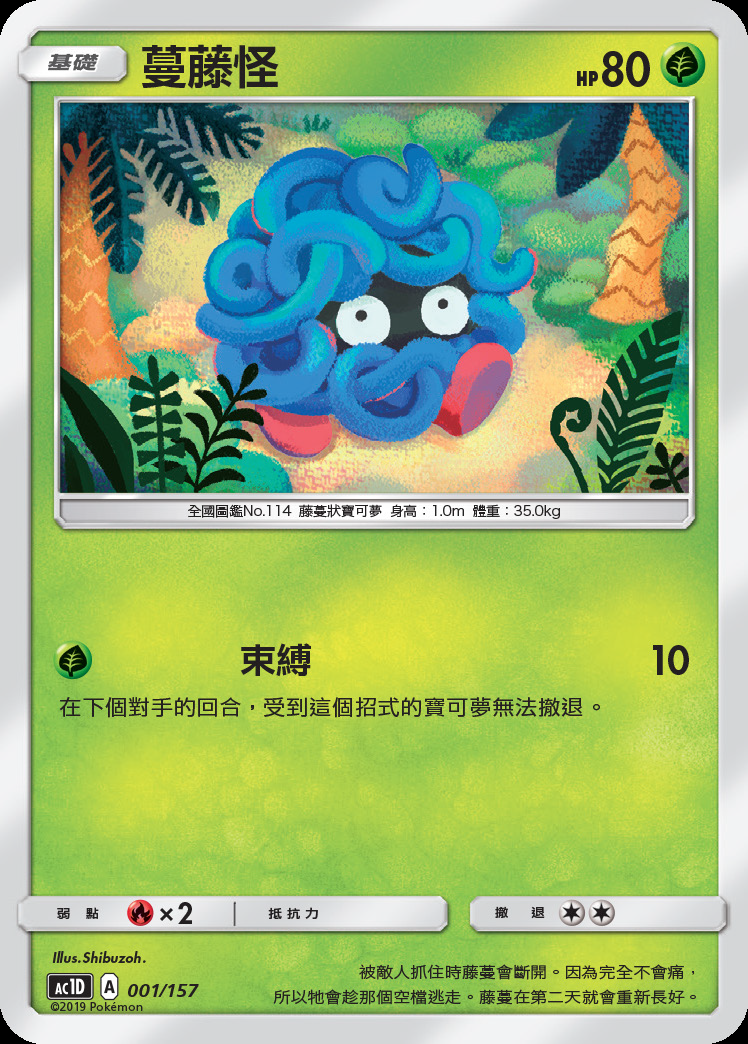 基礎 蔓藤怪 HP80
全國圖鑑No.114 藤蔓狀寶可夢 身高：1.0m 體重：35.0kg
束縛 10
在下個對手的回合，受到這個招式的寶可夢無法撤退。
弱點 ×2 抵抗力 撤退
Illus.Shibuzoh.
AC1D A 001/157
©2019 Pokémon
被敵人抓住時藤蔓會斷開。因為完全不會痛，
所以牠會趁那個空檔逃走。藤蔓在第二天就會重新長好。